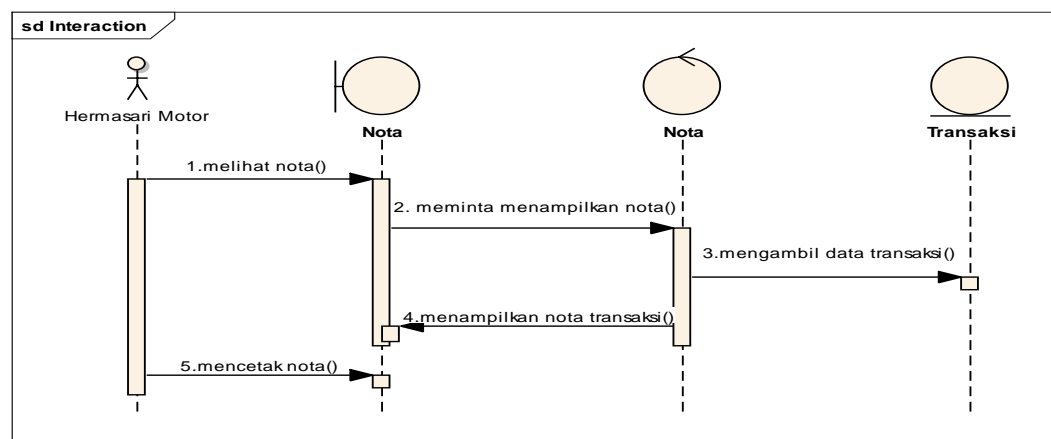 sd Interaction
Hermasari Motor
Nota
Nota
Transaksi
1.melihat nota()
2. meminta menampilkan nota()
3.mengambil data transaksi()
4.menampilkan nota transaksi()
5.mencetak nota()